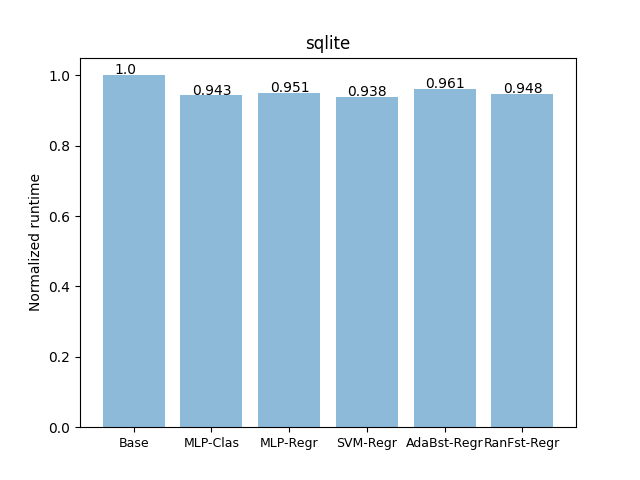 sqlite
Normalized runtime
1.0
0.8
0.6
0.4
0.2
0.0
1.0
0.943
0.951
0.938
0.961
0.948
Base
MLP-Clas
MLP-Regr
SVM-Regr
AdaBst-Regr
RanFst-Regr